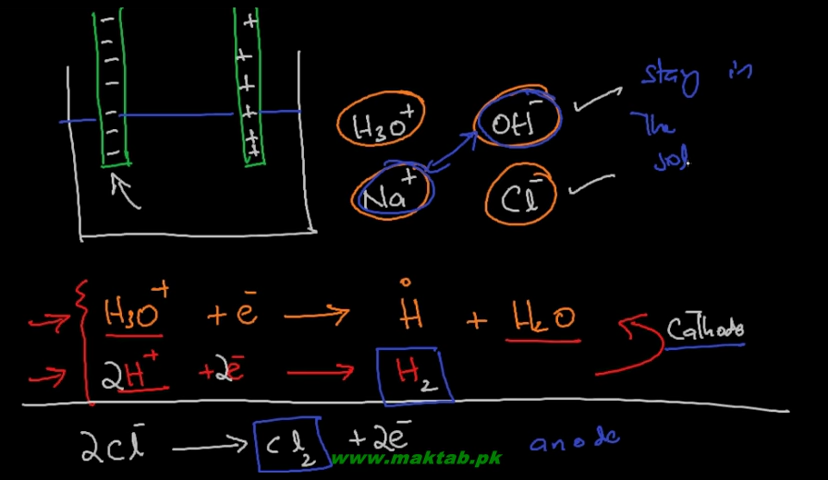 H₃O⁺ OH⁻ stay in
Na⁺ Cl⁻ The sol
H₃O⁺ + e⁻ → H° + H₂O Cathode
2H⁺ + 2e⁻ → H₂
2Cl⁻ → Cl₂ + 2e⁻ anode
www.maktab.pk